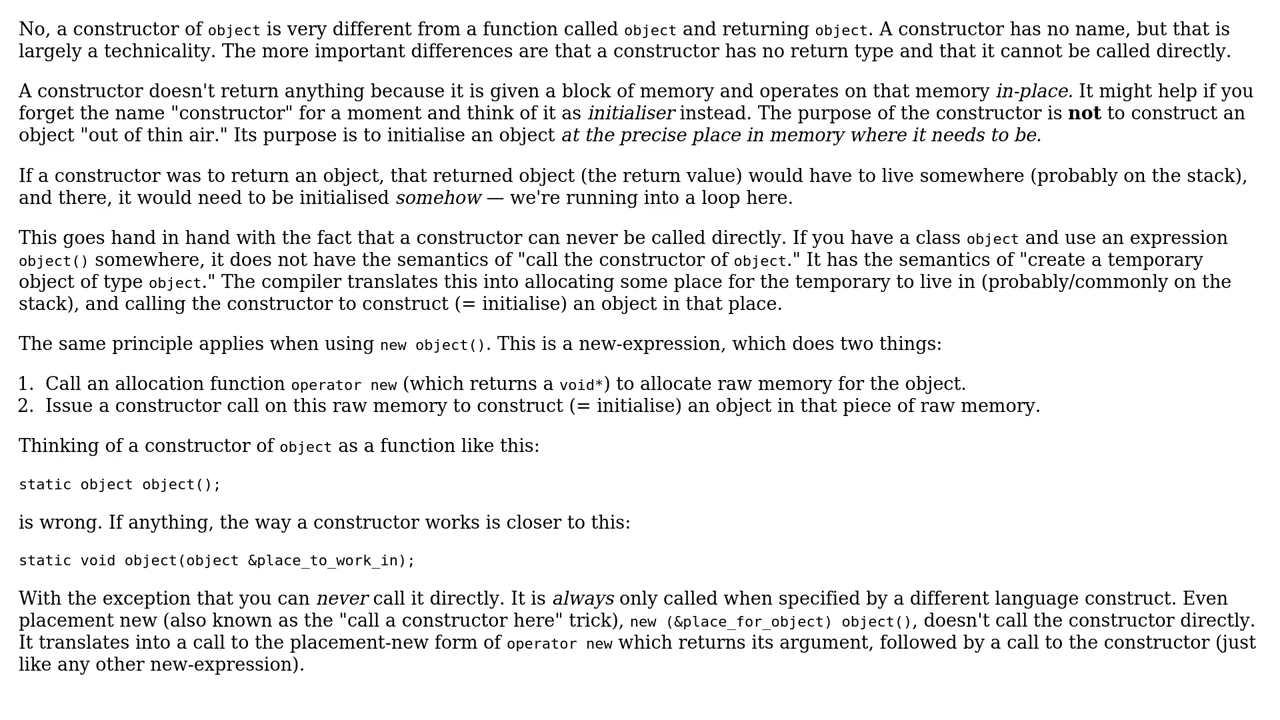 No, a constructor of object is very different from a function called object and returning object. A constructor has no name, but that is
largely a technicality. The more important differences are that a constructor has no return type and that it cannot be called directly.
A constructor doesn't return anything because it is given a block of memory and operates on that memory in-place. It might help if you
forget the name "constructor" for a moment and think of it as initialiser instead. The purpose of the constructor is not to construct an
object "out of thin air." Its purpose is to initialise an object at the precise place in memory where it needs to be.
If a constructor was to return an object, that returned object (the return value) would have to live somewhere (probably on the stack),
and there, it would need to be initialised somehow — we're running into a loop here.
This goes hand in hand with the fact that a constructor can never be called directly. If you have a class object and use an expression
object() somewhere, it does not have the semantics of "call the constructor of object." It has the semantics of "create a temporary
object of type object." The compiler translates this into allocating some place for the temporary to live in (probably/commonly on the
stack), and calling the constructor to construct (= initialise) an object in that place.
The same principle applies when using new object(). This is a new-expression, which does two things:
1. Call an allocation function operator new (which returns a void*) to allocate raw memory for the object.
2. Issue a constructor call on this raw memory to construct (= initialise) an object in that piece of raw memory.
Thinking of a constructor of object as a function like this:
static object object();
is wrong. If anything, the way a constructor works is closer to this:
static void object(object &place_to_work_in);
With the exception that you can never call it directly. It is always only called when specified by a different language construct. Even
placement new (also known as the "call a constructor here" trick), new (&place_for_object) object(), doesn't call the constructor directly.
It translates into a call to the placement-new form of operator new which returns its argument, followed by a call to the constructor (just
like any other new-expression).